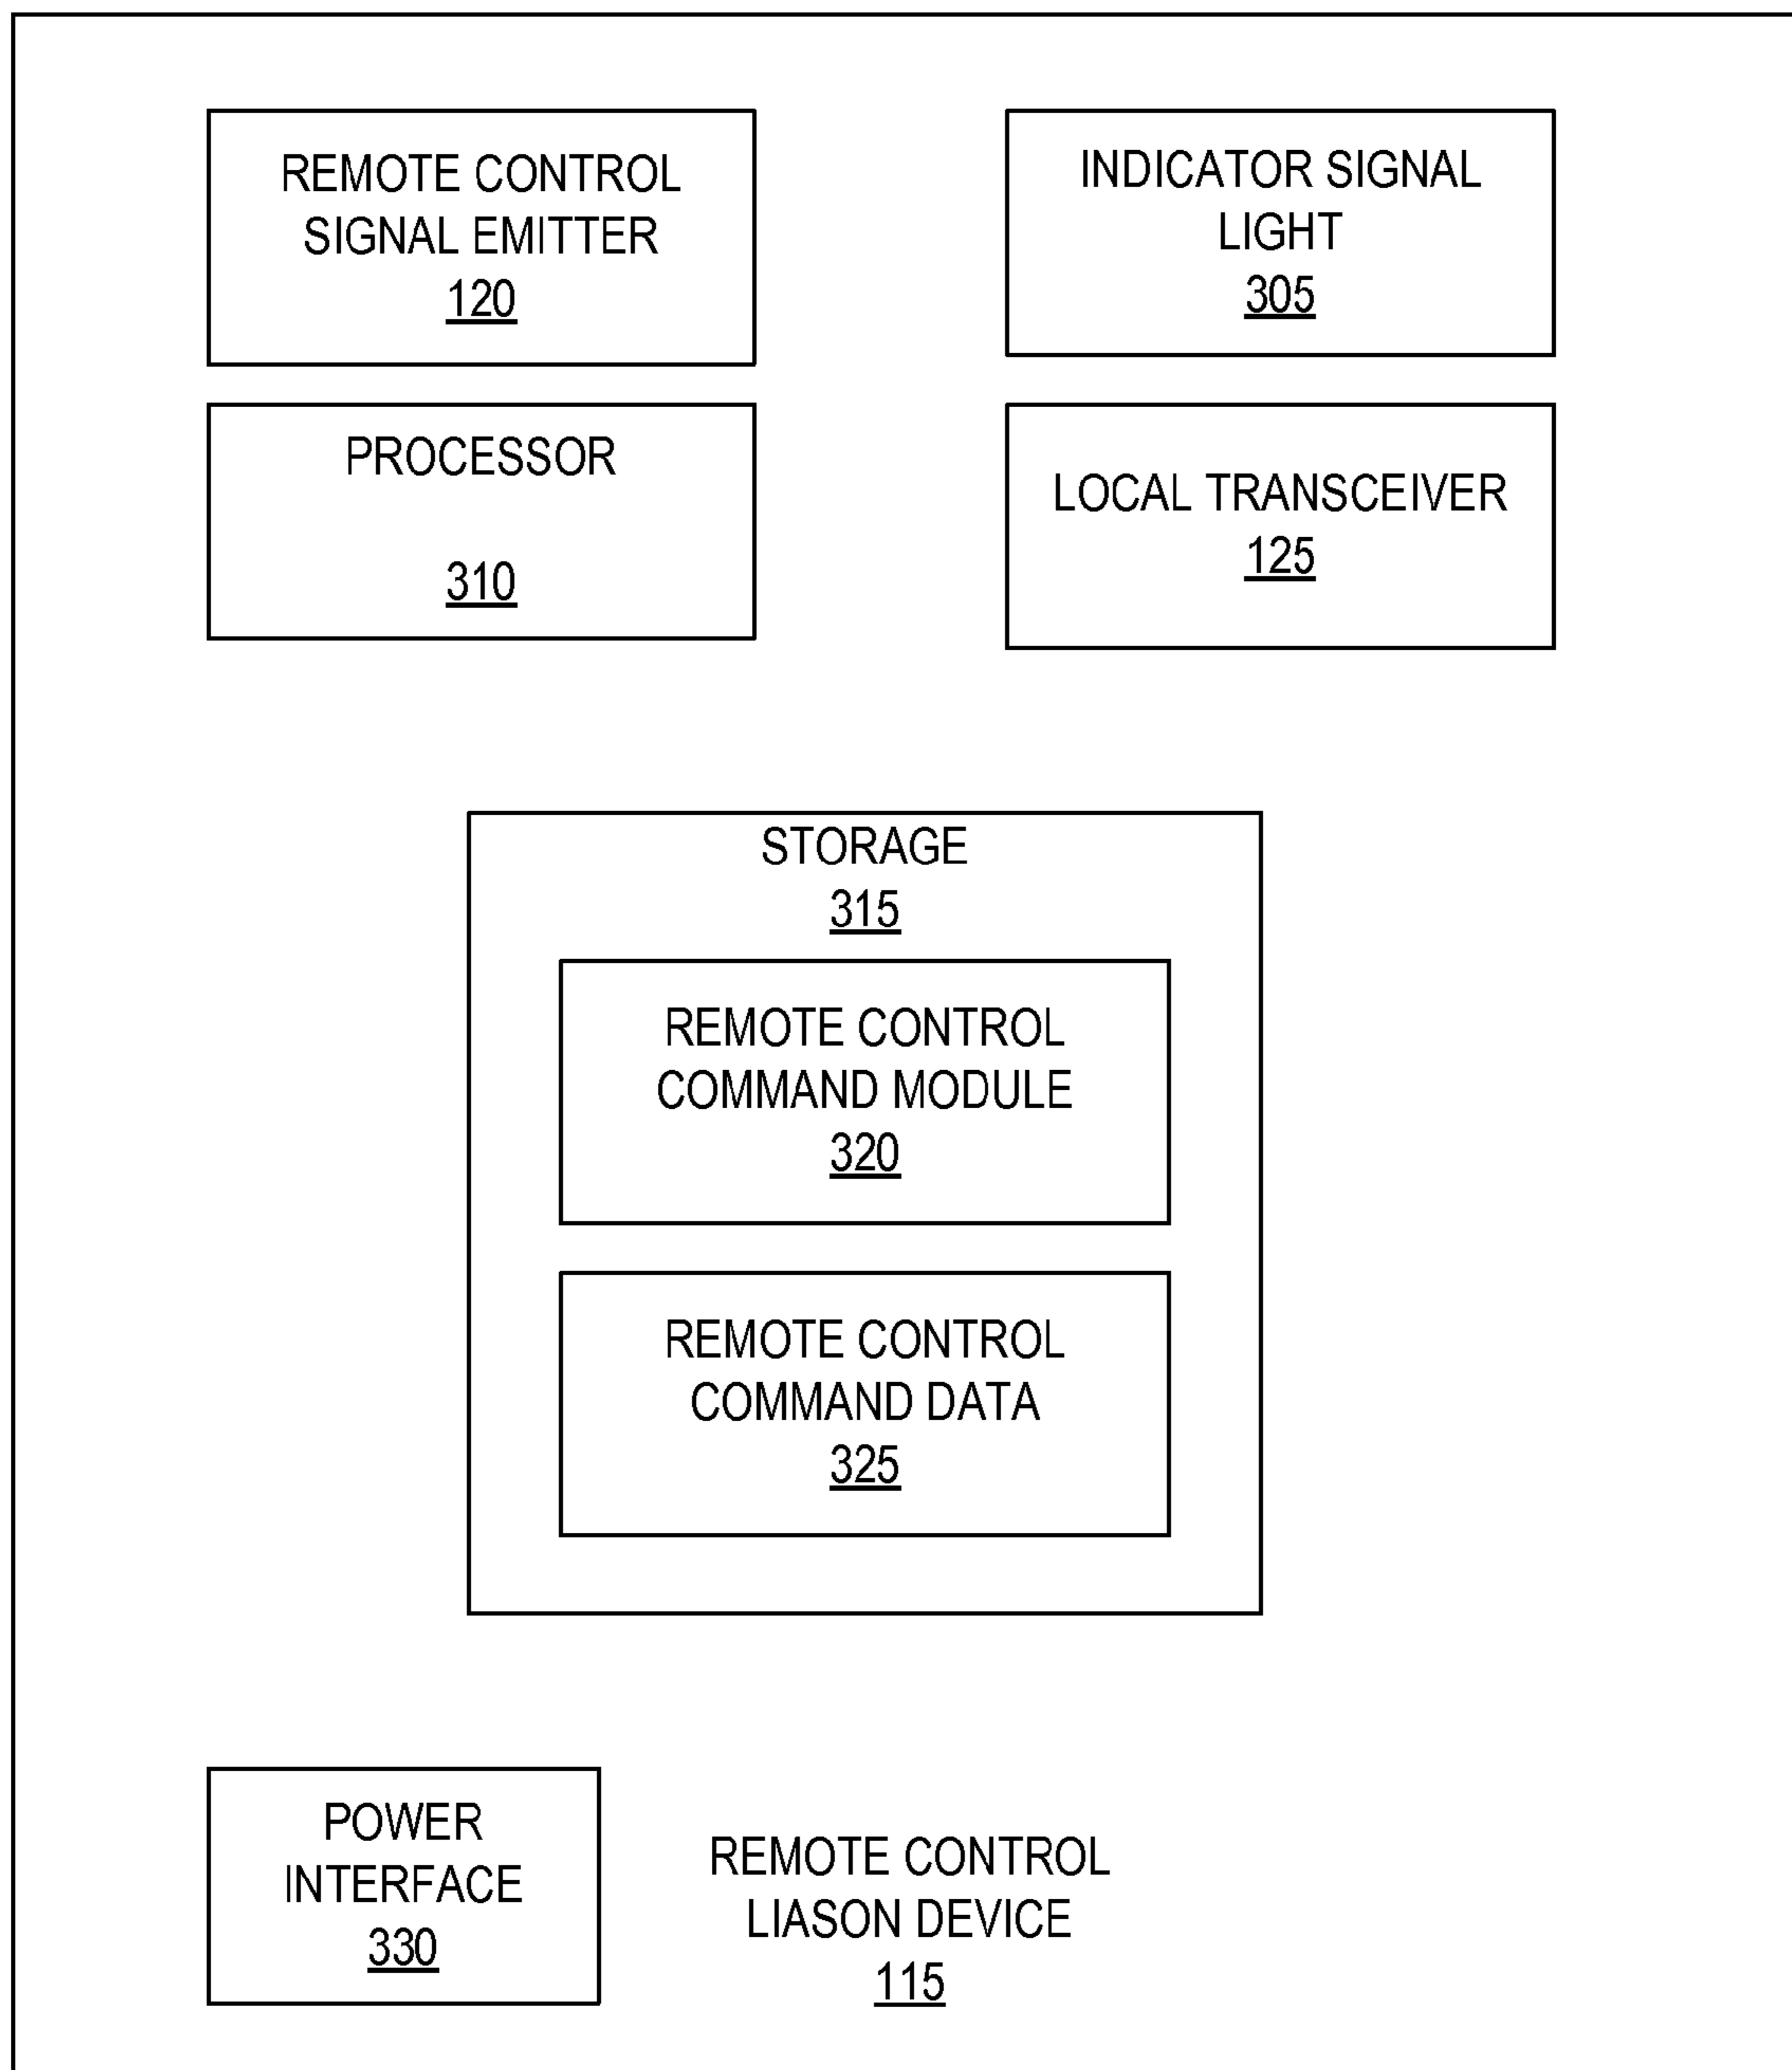 REMOTE CONTROL
SIGNAL EMITTER
120
INDICATOR SIGNAL
LIGHT
305
PROCESSOR
310
LOCAL TRANSCEIVER
125
STORAGE
315
REMOTE CONTROL
COMMAND MODULE
320
REMOTE CONTROL
COMMAND DATA
325
POWER
INTERFACE
330
REMOTE CONTROL
LIASON DEVICE
115